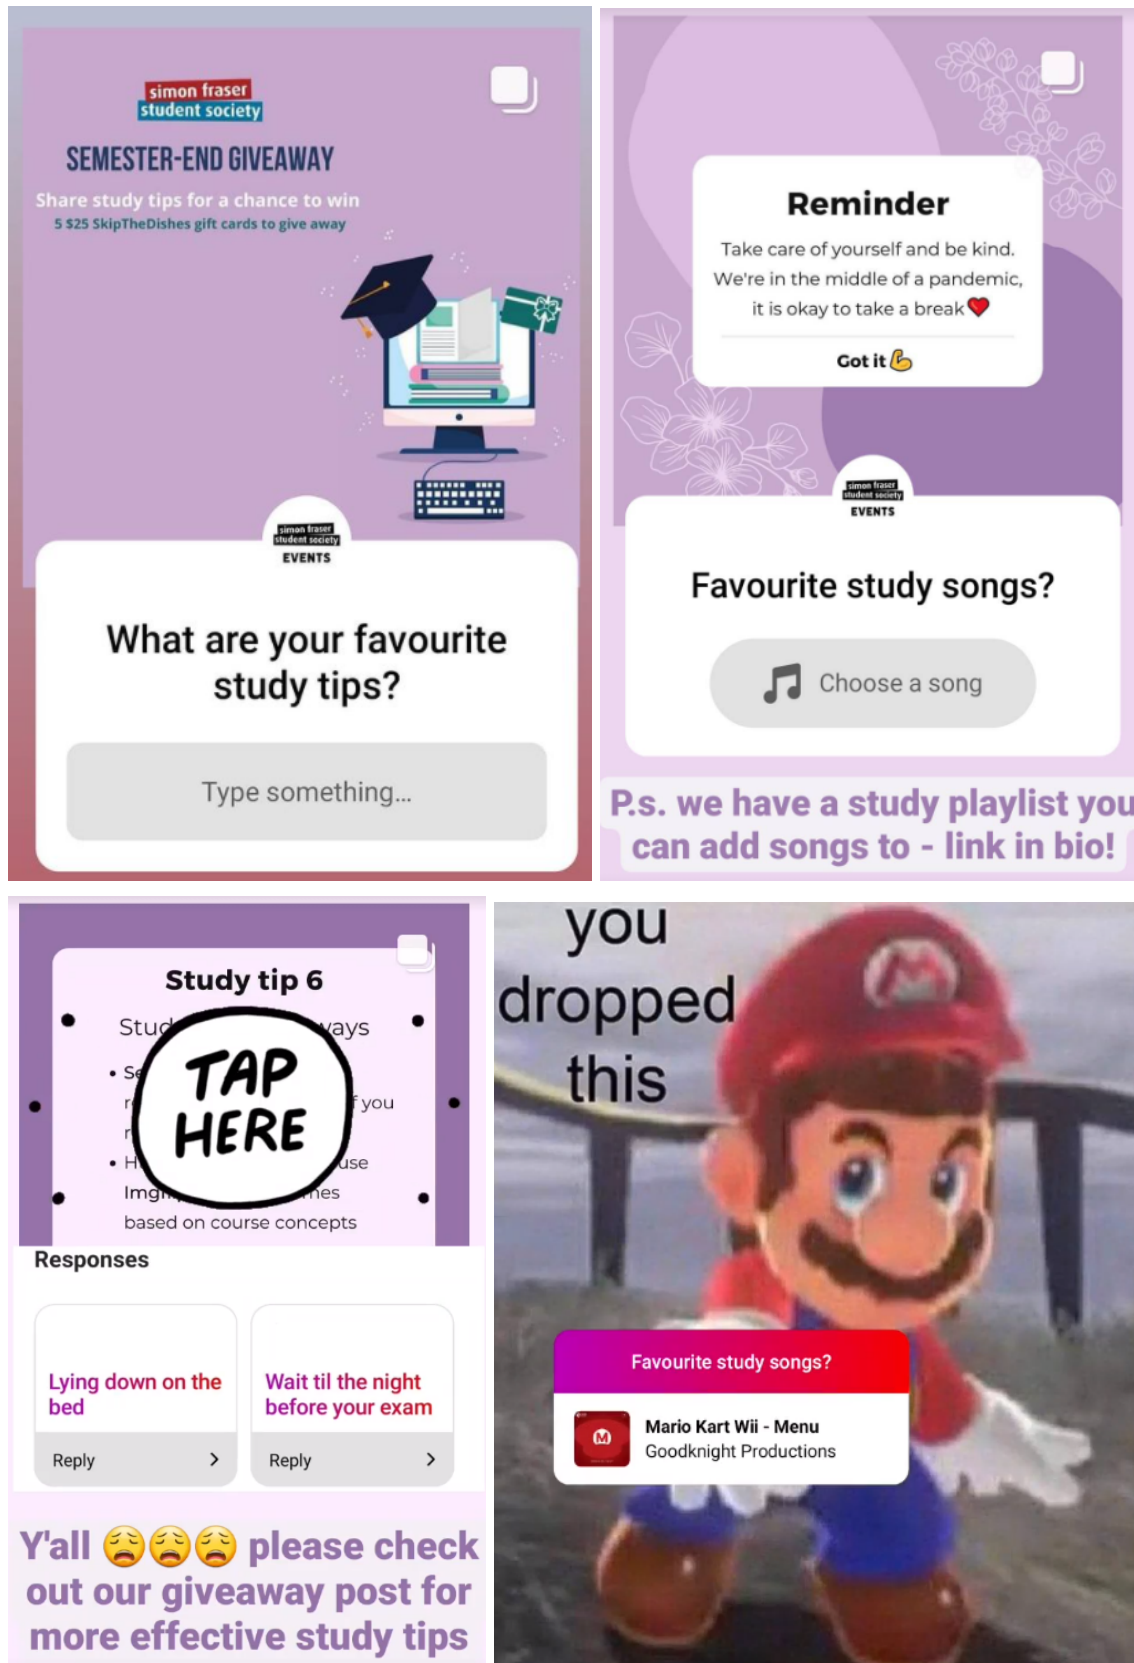 simon fraser
student society
SEMESTER-END GIVEAWAY
Share study tips for a chance to win
5 $25 SkipTheDishes gift cards to give away
simon fraser
student society
EVENTS
What are your favourite
study tips?
Type something...
Reminder
Take care of yourself and be kind.
We're in the middle of a pandemic,
it is okay to take a break❤️
Got it 💪
simon fraser
student society
EVENTS
Favourite study songs?
Choose a song
P.s. we have a study playlist you
can add songs to - link in bio!
Study tip 6
TAP
HERE
f you
based on course concepts
Responses
Lying down on the
bed
Reply
Wait til the night
before your exam
Reply
Y'all 😩😩😩 please check
out our giveaway post for
more effective study tips
you
dropped
this
M
Favourite study songs?
M
Mario Kart Wii - Menu
Goodknight Productions